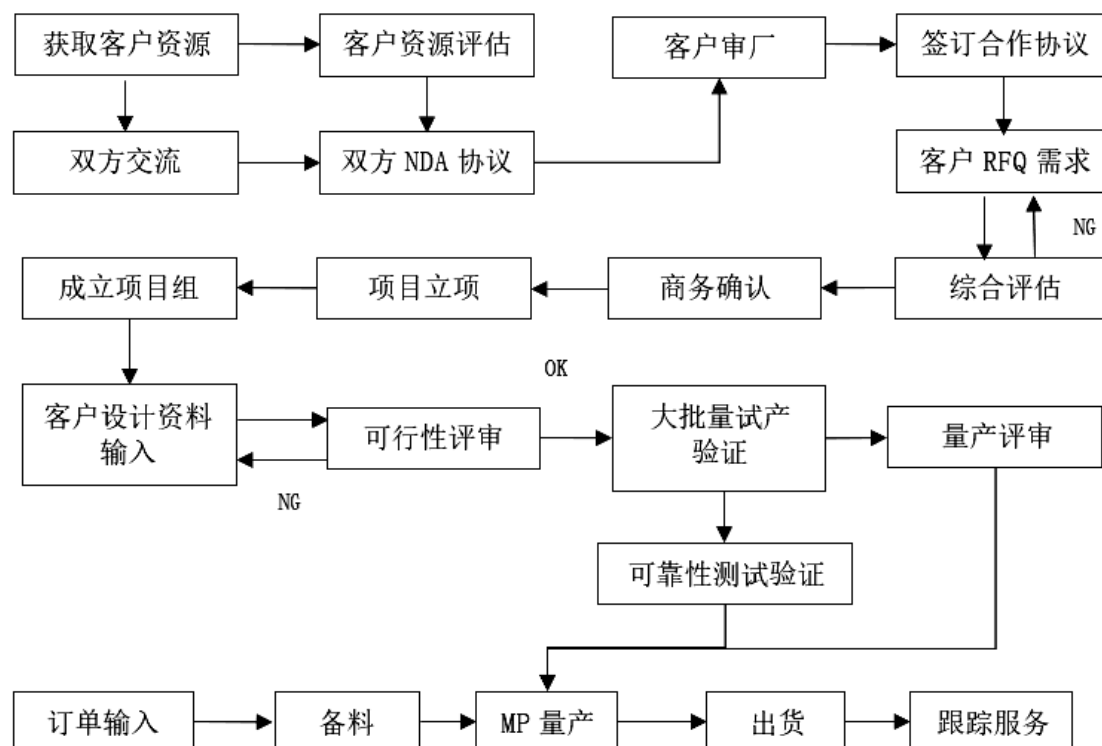 获取客户资源
客户资源评估
客户审厂
签订合作协议
双方交流
双方 NDA 协议
客户 RFQ 需求
NG
成立项目组
项目立项
商务确认
综合评估
OK
客户设计资料
输入
可行性评审
大批量试产
验证
量产评审
NG
可靠性测试验证
订单输入
备料
MP 量产
出货
跟踪服务